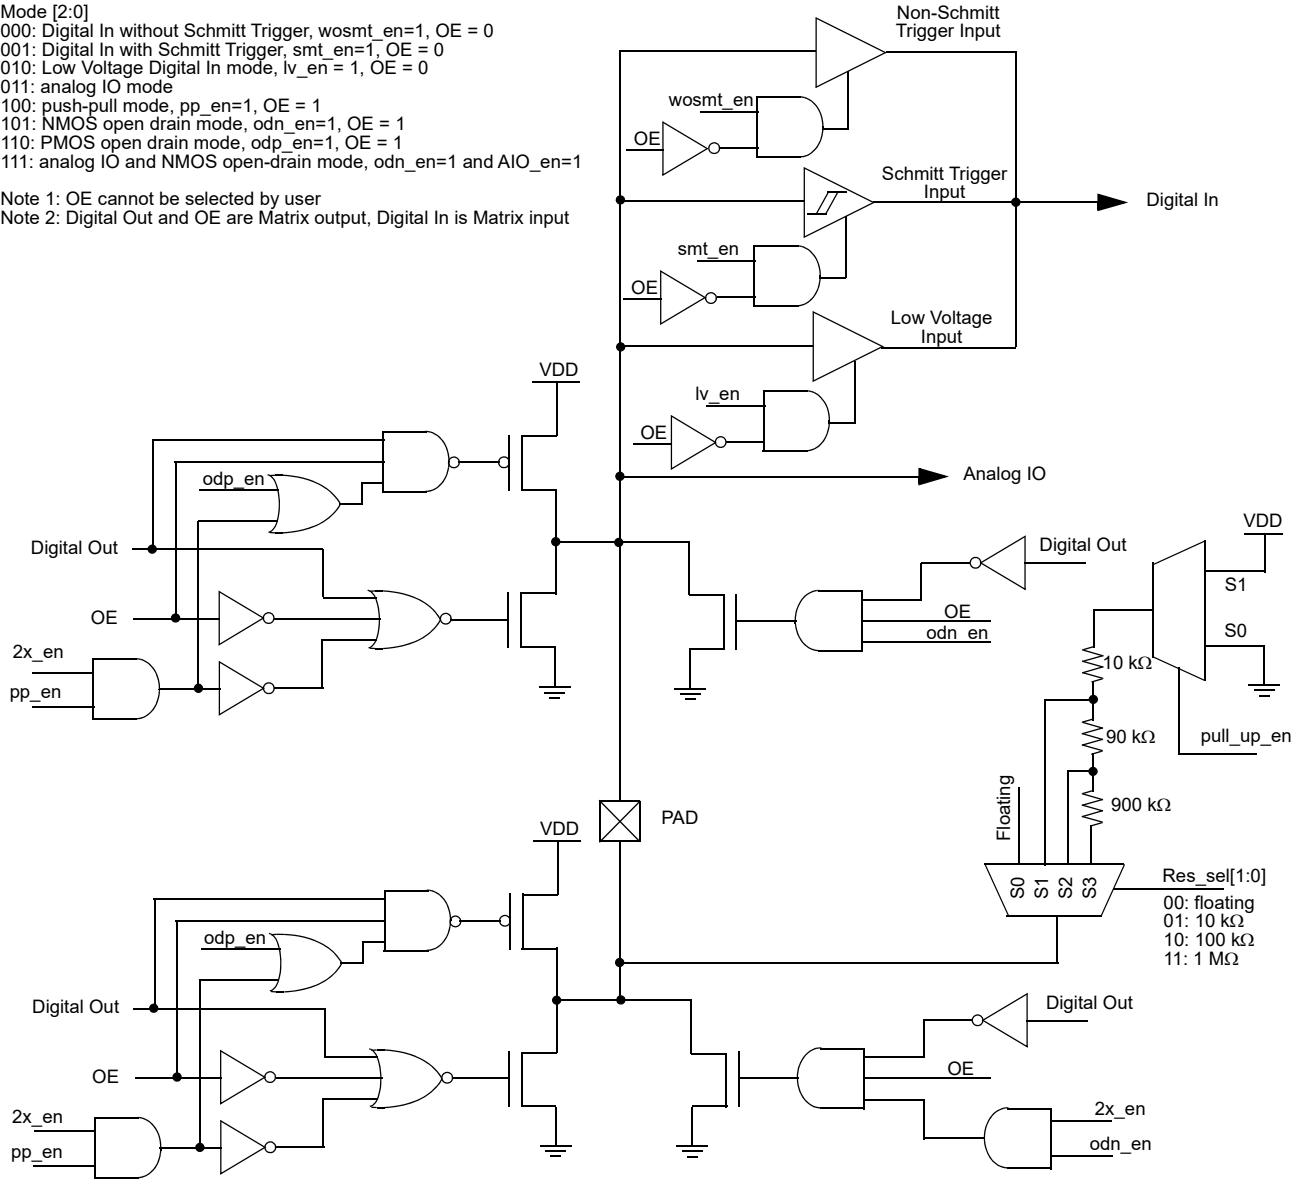 Mode [2:0]
000: Digital In without Schmitt Trigger, wosmt_en=1, OE = 0
001: Digital In with Schmitt Trigger, smt_en=1, OE = 0
010: Low Voltage Digital In mode, lv_en = 1, OE = 0
011: analog IO mode
100: push-pull mode, pp_en=1, OE = 1
101: NMOS open drain mode, odn_en=1, OE = 1
110: PMOS open drain mode, odp_en=1, OE = 1
111: analog IO and NMOS open-drain mode, odn_en=1 and AIO_en=1
Note 1: OE cannot be selected by user
Note 2: Digital Out and OE are Matrix output, Digital In is Matrix input
Non-Schmitt
Trigger Input
wosmt_en
OE
Schmitt Trigger
Input
Digital In
smt_en
OE
Low Voltage
Input
lv_en
OE
Analog IO
VDD
odp_en
Digital Out
OE
2x_en
pp_en
Digital Out
OE
odn_en
VDD
S1
S0
10 kΩ
pull_up_en
90 kΩ
900 kΩ
Floating
S0
S1
S2
S3
Res_sel[1:0]
00: floating
01: 10 kΩ
10: 100 kΩ
11: 1 MΩ
PAD
VDD
odp_en
Digital Out
OE
2x_en
pp_en
Digital Out
OE
2x_en
odn_en